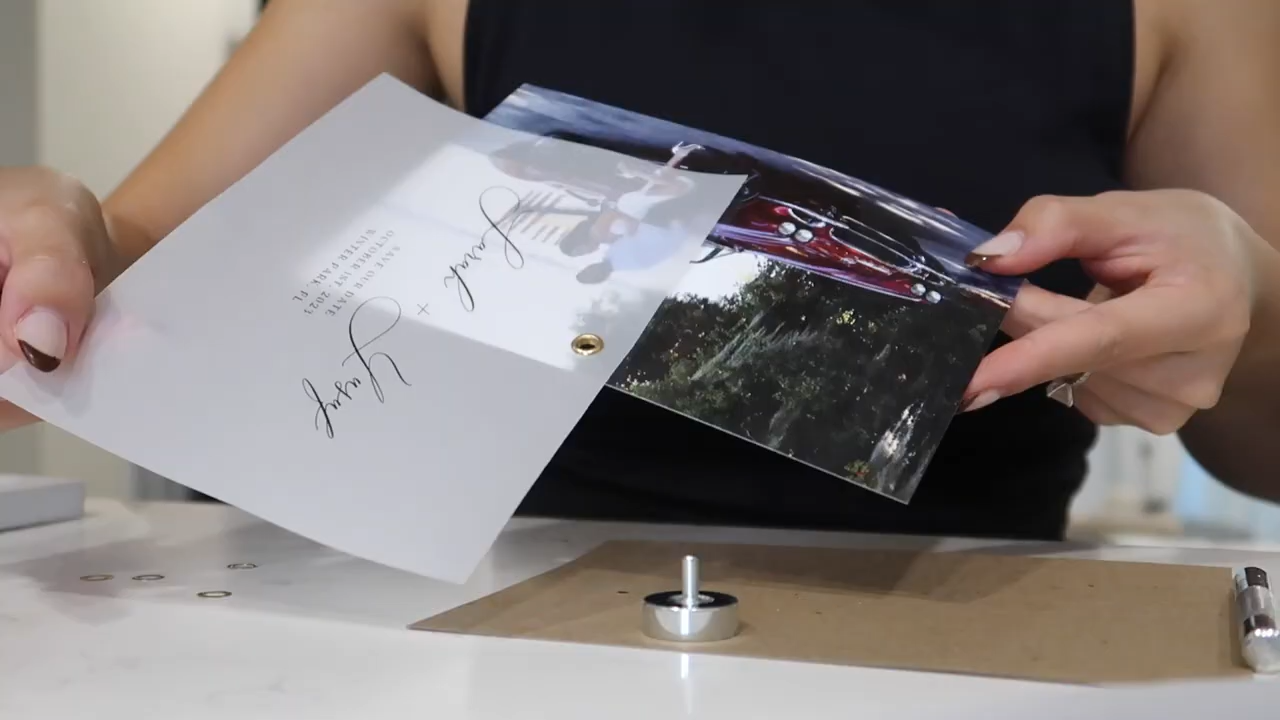 Sarah
+
Yusuf
SAVE OUR DATE
OCTOBER 1ST, 2021
WINTER PARK, FL